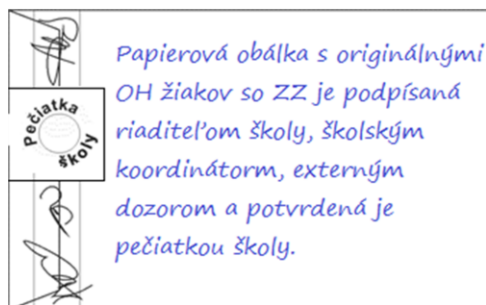 Papierová obálka s originálnymi
OH žiakov so ZZ je podpísaná
riaditeľom školy, školským
koordinátorm, externým
dozorom a potvrdená je
pečiatkou školy.
Pečiatka
školy